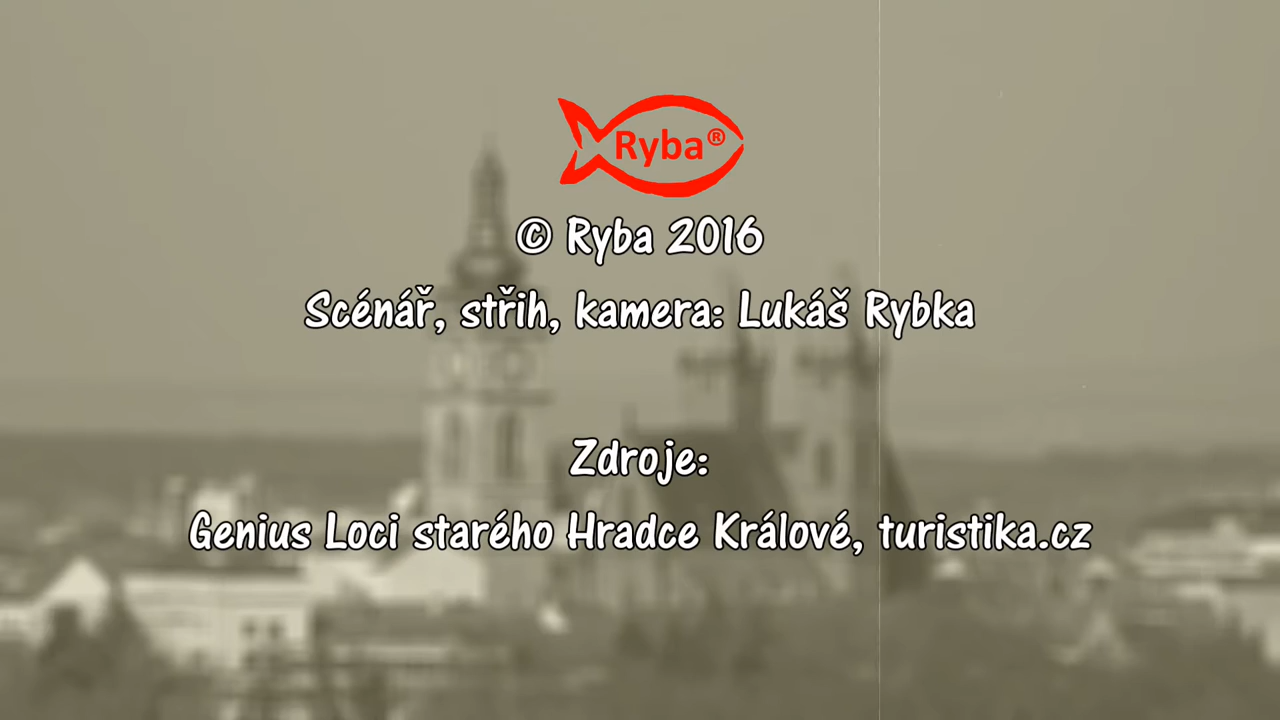 Ryba®
© Ryba 2016
Scénář, střih, kamera: Lukáš Rybka
Zdroje:
Genius Loci starého Hradce Králové, turistika.cz